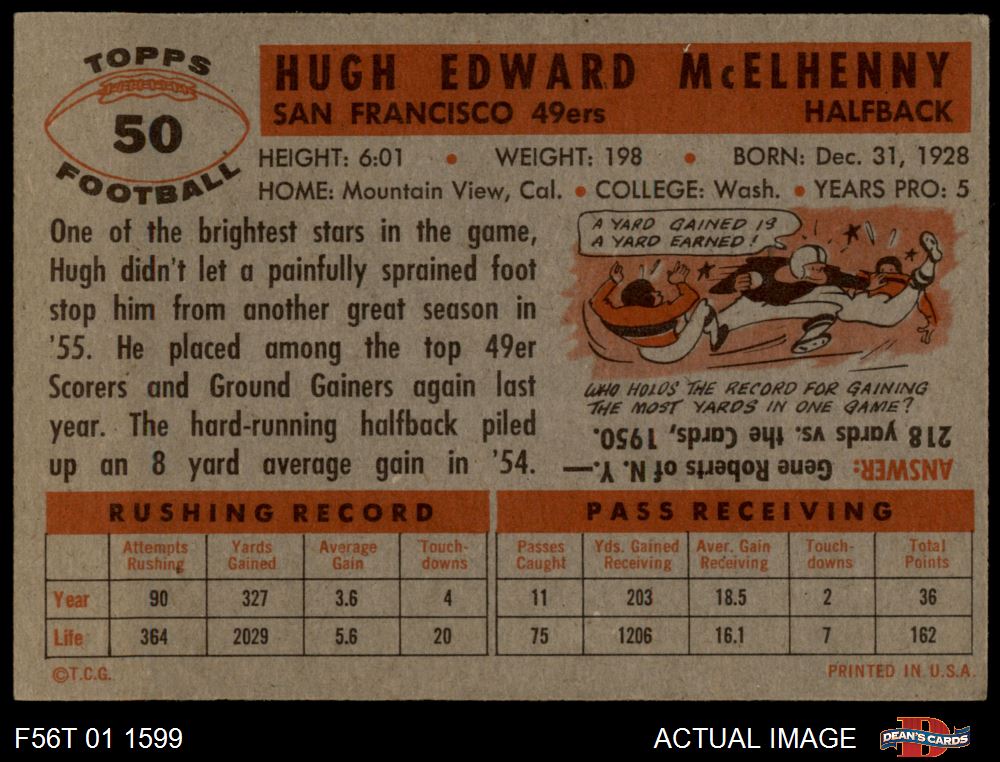 TOPPS
50
FOOTBALL
HUGH EDWARD McELHENNY
SAN FRANCISCO 49ers HALFBACK
HEIGHT: 6:01 • WEIGHT: 198 • BORN: Dec. 31, 1928
HOME: Mountain View, Cal. • COLLEGE: Wash. • YEARS PRO: 5
One of the brightest stars in the game,
Hugh didn't let a painfully sprained foot
stop him from another great season in
'55. He placed among the top 49er
Scorers and Ground Gainers again last
year. The hard-running halfback piled
up an 8 yard average gain in '54.
A YARD GAINED IS
A YARD EARNED!
WHO HOLDS THE RECORD FOR GAINING
THE MOST YARDS IN ONE GAME?
ANSWER: Gene Roberts of N. Y.—
218 yards vs. the Cards, 1950.
RUSHING RECORD
Attempts Rushing Yards Gained Average Gain Touch-downs
Year 90 327 3.6 4
Life 364 2029 5.6 20
PASS RECEIVING
Passes Caught Yds. Gained Receiving Aver. Gain Receiving Touch-downs Total Points
11 203 18.5 2 36
75 1206 16.1 7 162
©T.C.G. PRINTED IN U.S.A.
F56T 01 1599 ACTUAL IMAGE DEAN'S CARDS